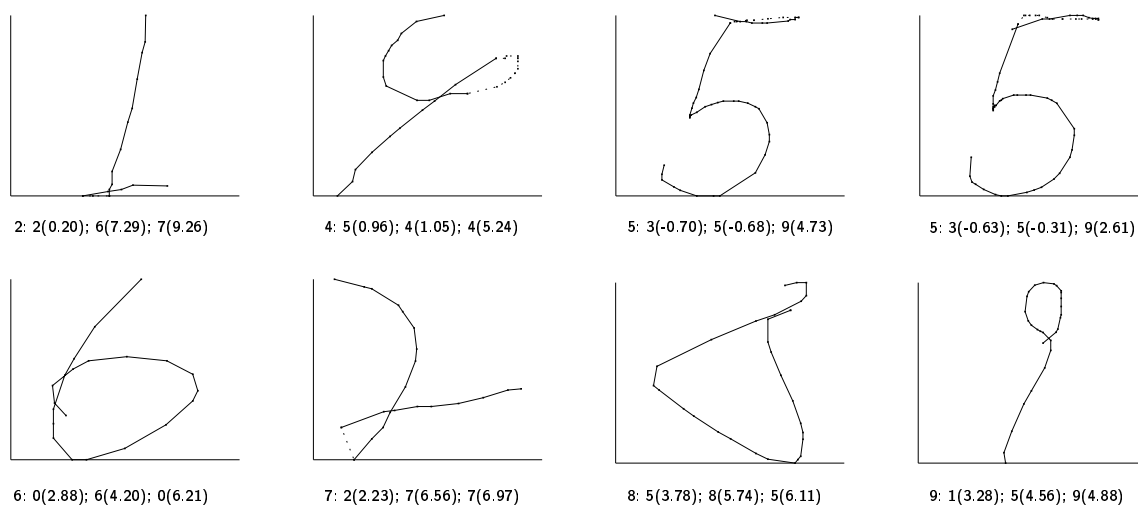 2: 2(0.20); 6(7.29); 7(9.26)
4: 5(0.96); 4(1.05); 4(5.24)
5: 3(-0.70); 5(-0.68); 9(4.73)
5: 3(-0.63); 5(-0.31); 9(2.61)
6: 0(2.88); 6(4.20); 0(6.21)
7: 2(2.23); 7(6.56); 7(6.97)
8: 5(3.78); 8(5.74); 5(6.11)
9: 1(3.28); 5(4.56); 9(4.88)